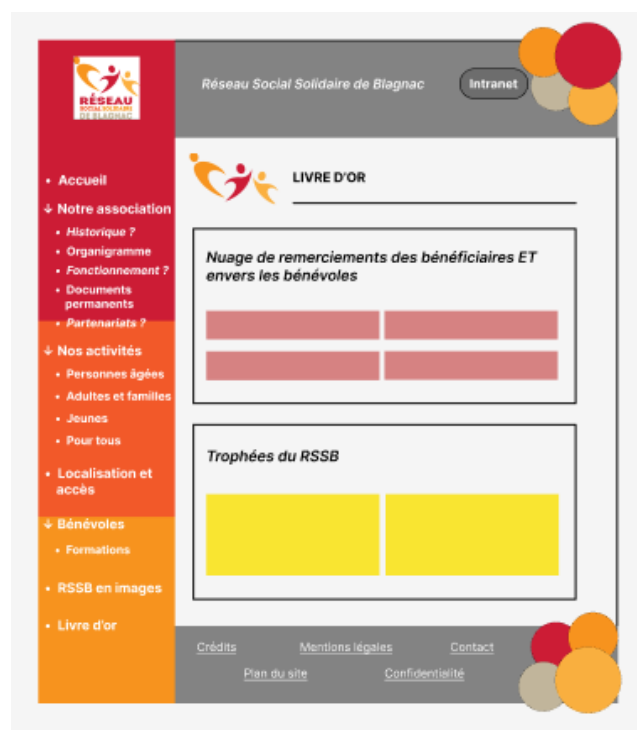 RÉSEAU
SOCIAL SOLIDAIRE
DE BLAGNAC
Réseau Social Solidaire de Blagnac
Intranet
• Accueil
↓ Notre association
• Historique ?
• Organigramme
• Fonctionnement ?
• Documents
permanents
• Partenariats ?
↓ Nos activités
• Personnes âgées
• Adultes et familles
• Jeunes
• Pour tous
• Localisation et
accès
↓ Bénévoles
• Formations
• RSSB en images
• Livre d'or
LIVRE D'OR
Nuage de remerciements des bénéficiaires ET
envers les bénévoles
Trophées du RSSB
Crédits Mentions légales Contact
Plan du site Confidentialité